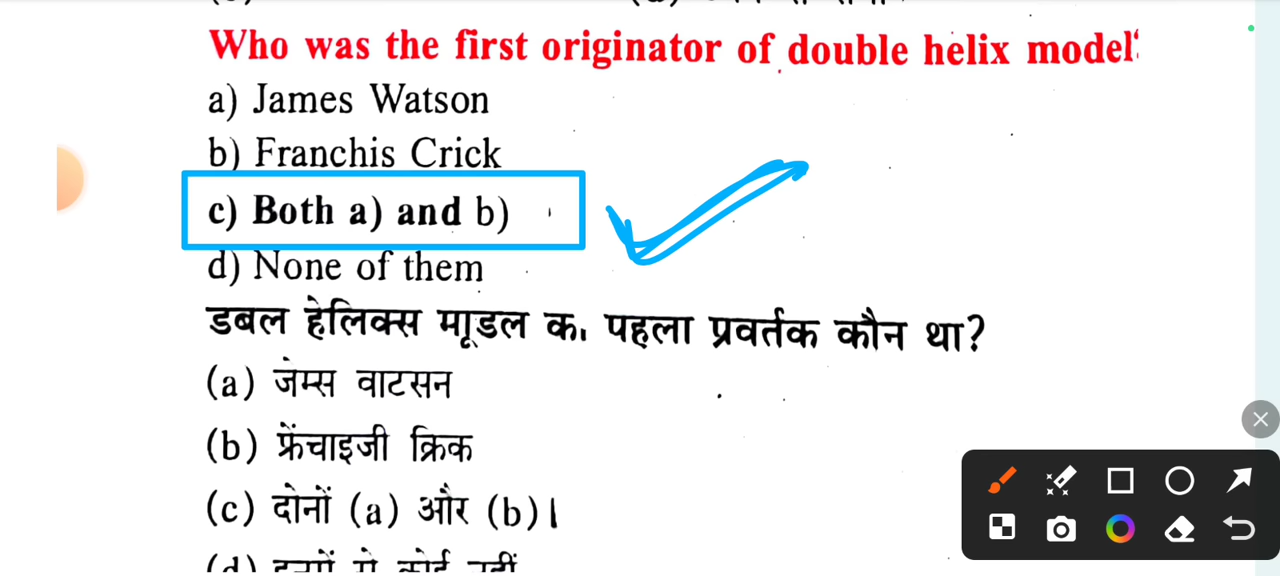 Who was the first originator of double helix model
a) James Watson
b) Franchis Crick
c) Both a) and b)
d) None of them
डबल हेलिक्स माूडल क. पहला प्रवर्तक कौन था?
(a) जेम्स वाटसन
(b) फ्रेंचाइजी क्रिक
(c) दोनों (a) और (b)।